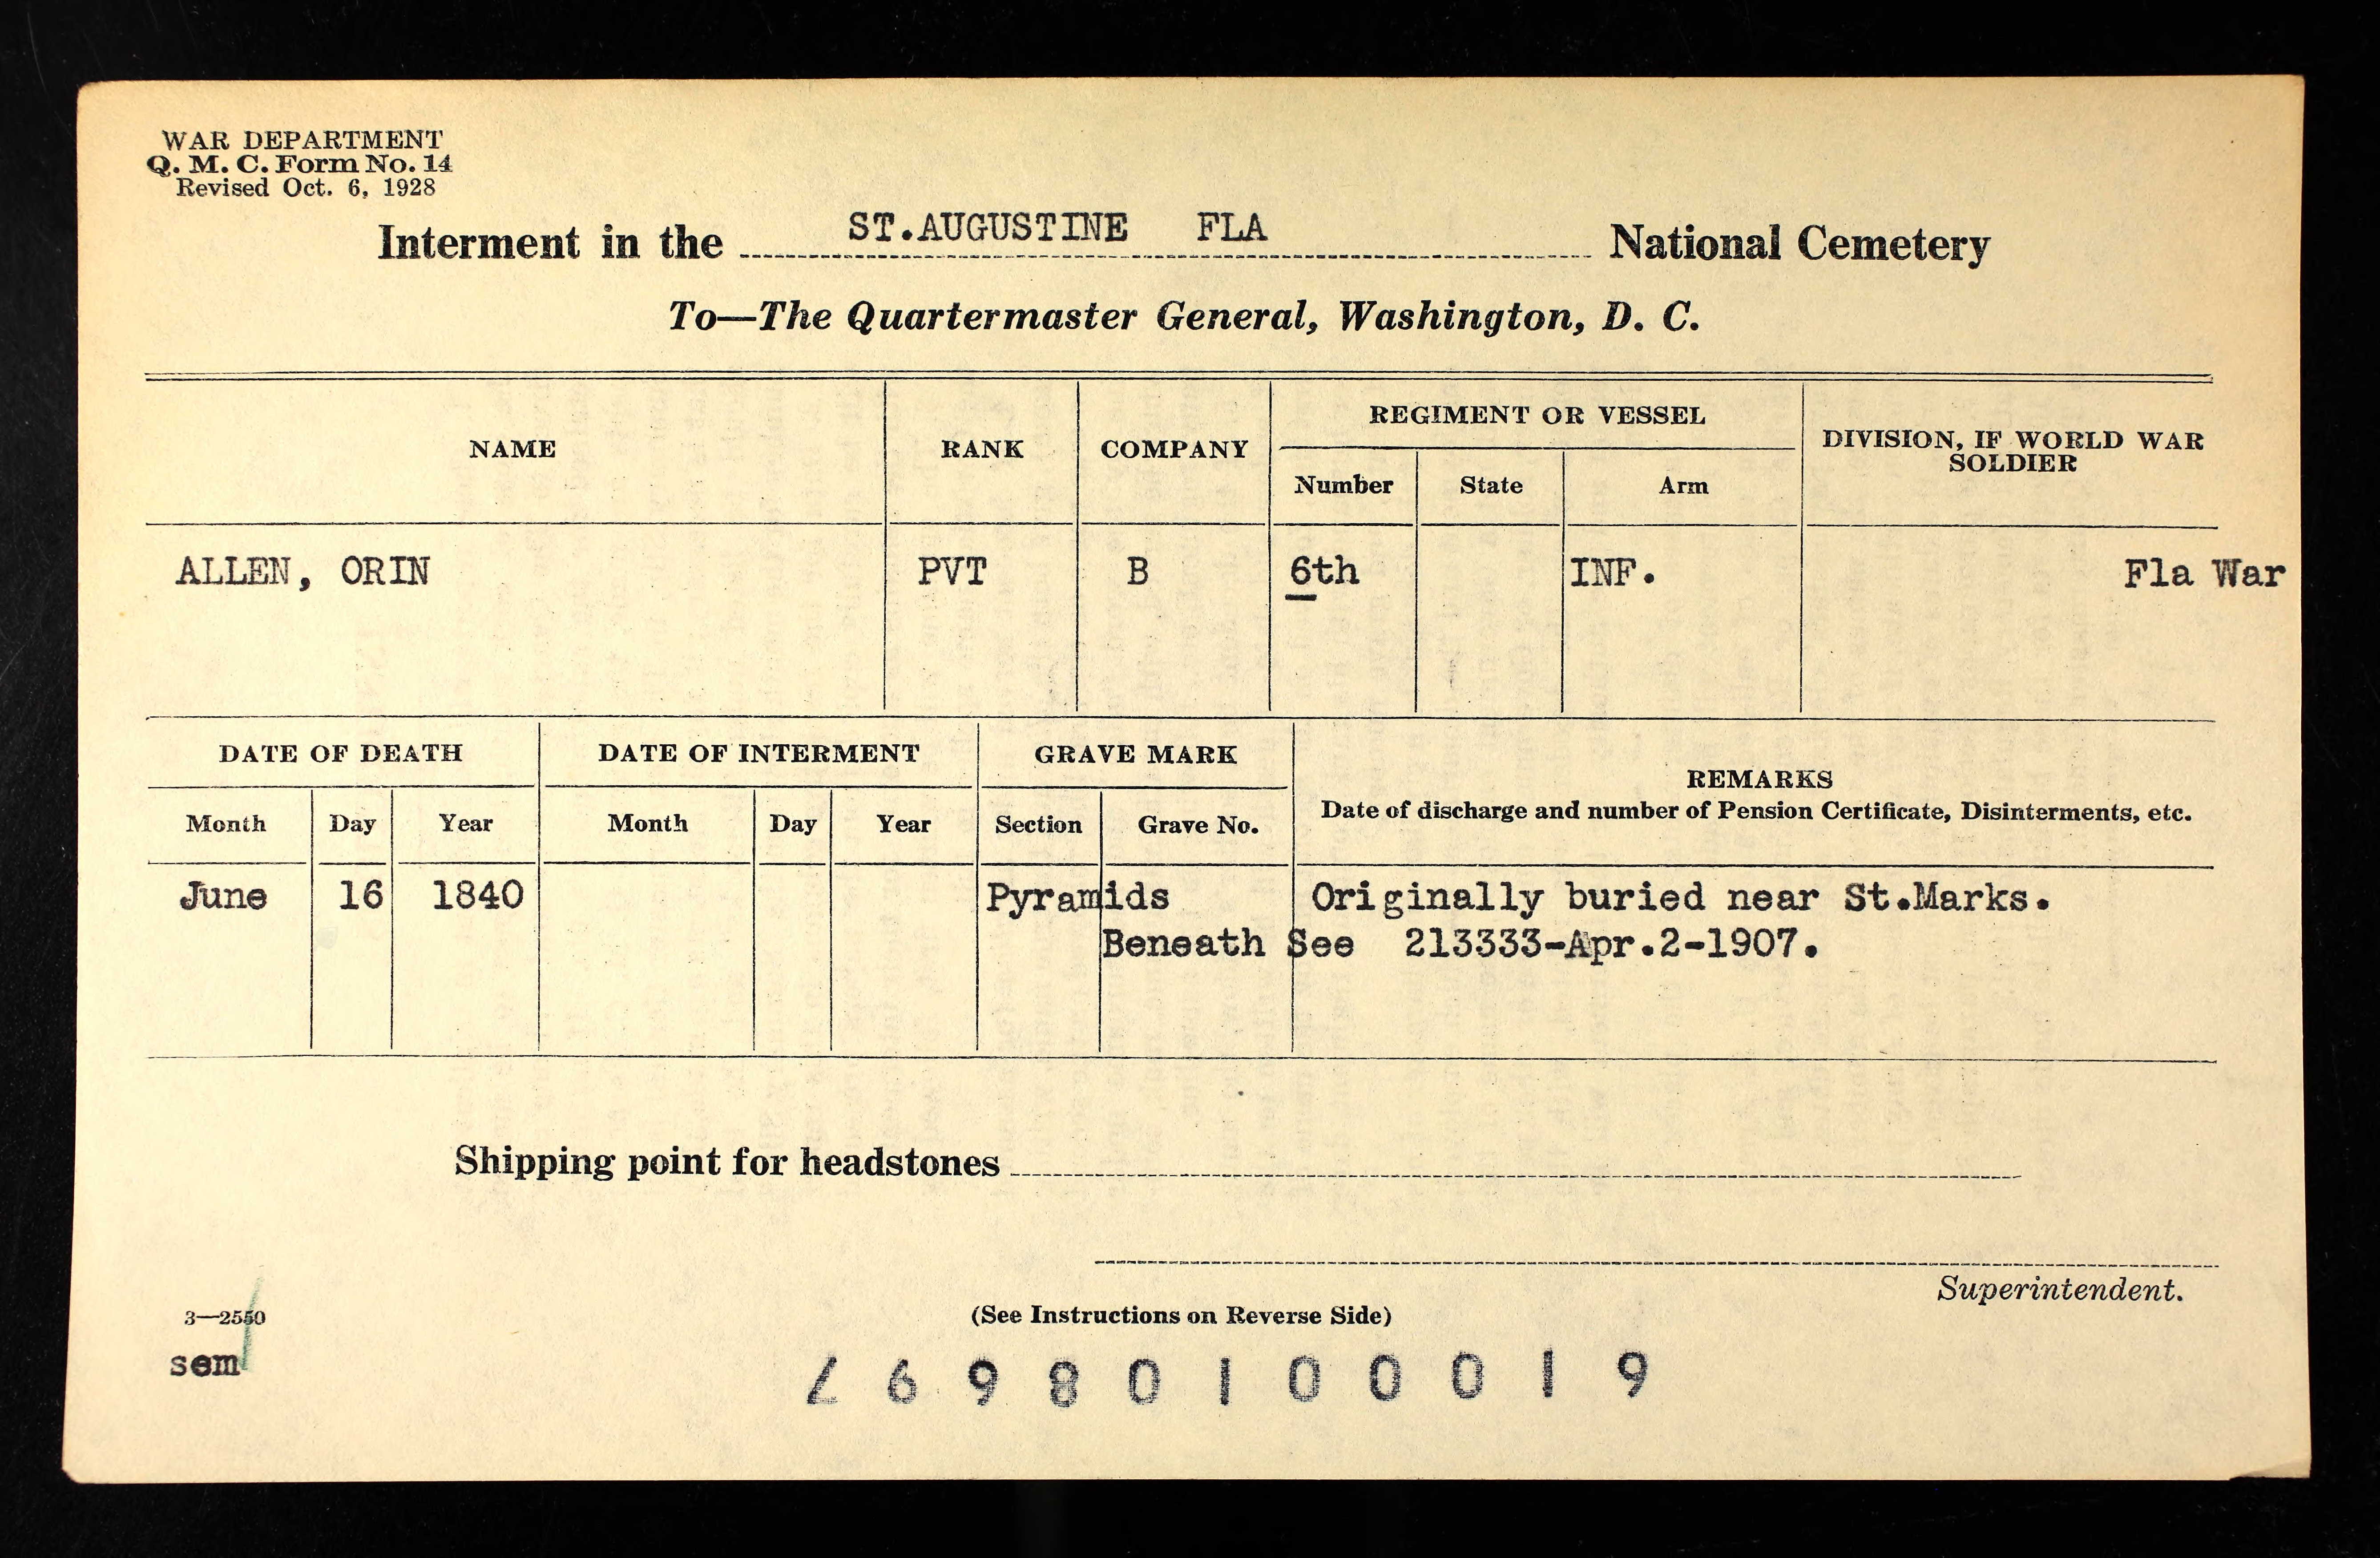 WAR DEPARTMENT
Q. M. C. Form No. 14
Revised Oct. 6, 1928
Interment in the ST.AUGUSTINE FLA National Cemetery
To—The Quartermaster General, Washington, D. C.
NAME RANK COMPANY REGIMENT OR VESSEL DIVISION, IF WORLD WAR
SOLDIER
Number State Arm
ALLEN, ORIN PVT B 6th INF. Fla War
DATE OF DEATH DATE OF INTERMENT GRAVE MARK REMARKS
Date of discharge and number of Pension Certificate, Disinterments, etc.
Month Day Year Month Day Year Section Grave No.
June 16 1840 Pyramids Originally buried near St.Marks.
Beneath See 213333-Apr.2-1907.
Shipping point for headstones
Superintendent.
3—2550 (See Instructions on Reverse Side)
sem
61000108697